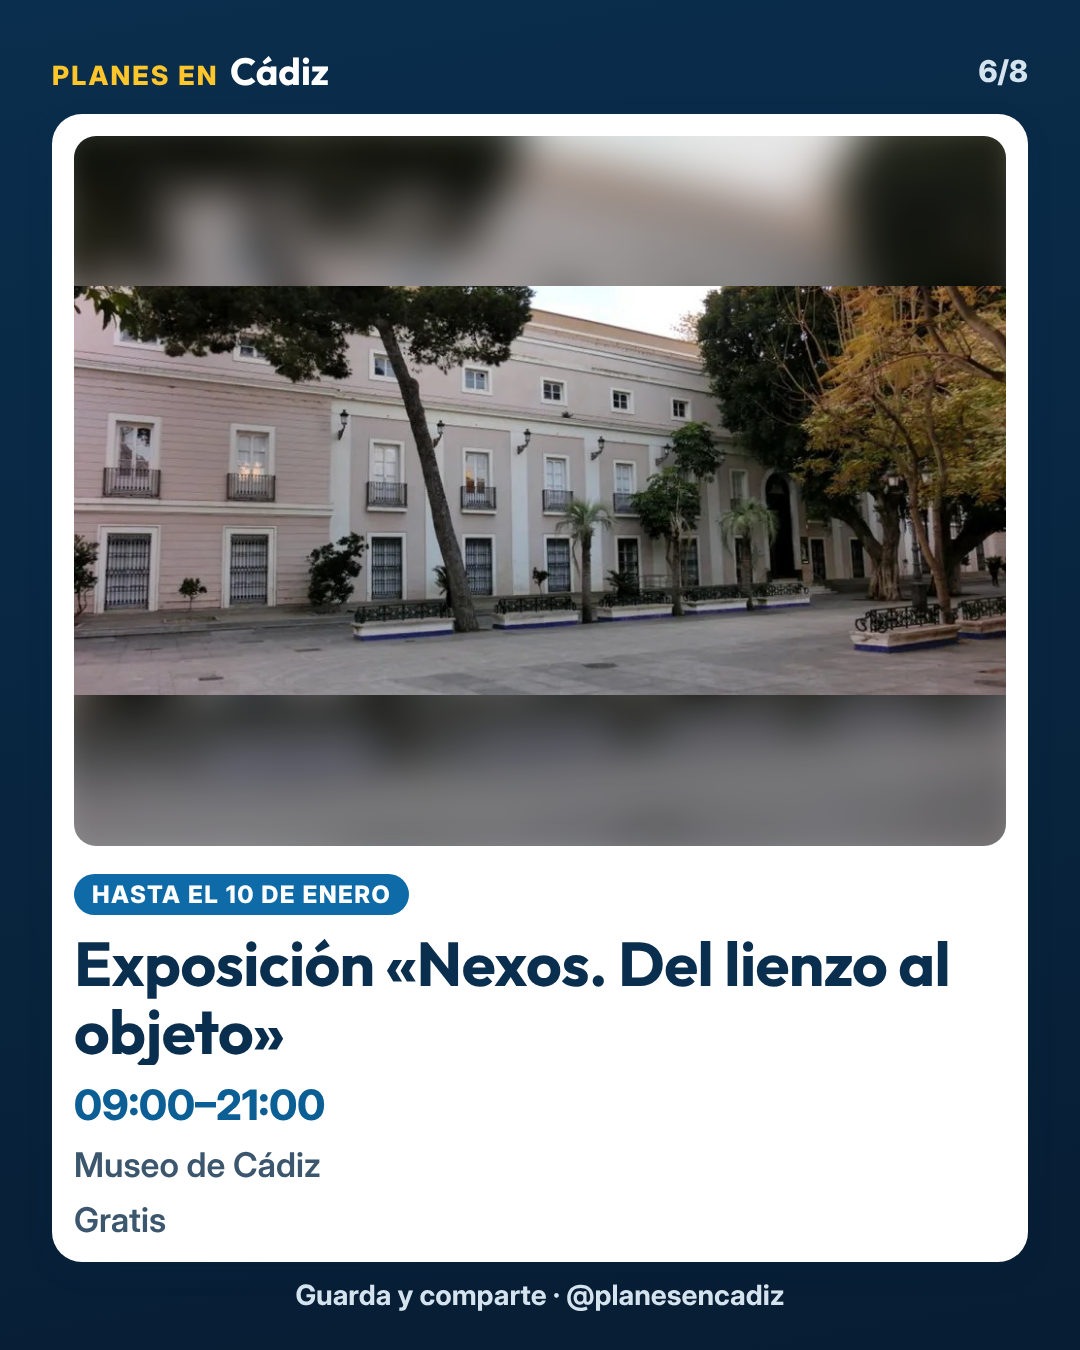 PLANES EN Cádiz
6/8
HASTA EL 10 DE ENERO
Exposición «Nexos. Del lienzo al
objeto»
09:00–21:00
Museo de Cádiz
Gratis
Guarda y comparte · @planesencadiz